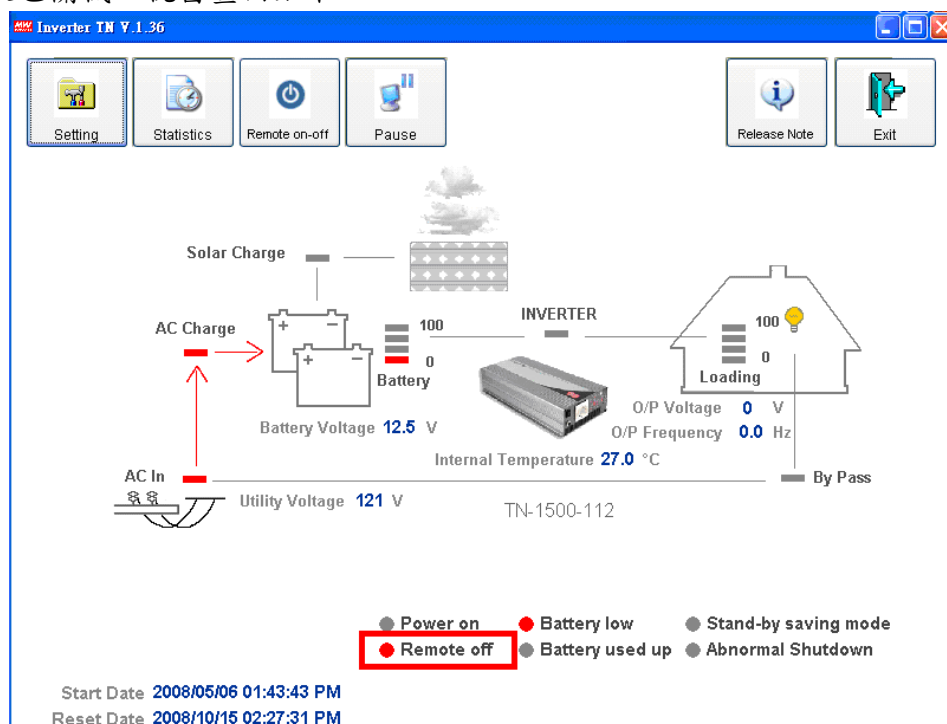 MW Inverter TN V.1.36
Setting
Statistics
Remote on-off
Pause
Release Note
Exit
Solar Charge
AC Charge
+ −
+ −
100
0
Battery
INVERTER
100
0
Loading
Battery Voltage 12.5 V
O/P Voltage 0 V
O/P Frequency 0.0 Hz
Internal Temperature 27.0 °C
AC In
By Pass
Utility Voltage 121 V
TN-1500-112
Power on
Battery low
Stand-by saving mode
Remote off
Battery used up
Abnormal Shutdown
Start Date 2008/05/06 01:43:43 PM
Reset Date 2008/10/15 02:27:31 PM